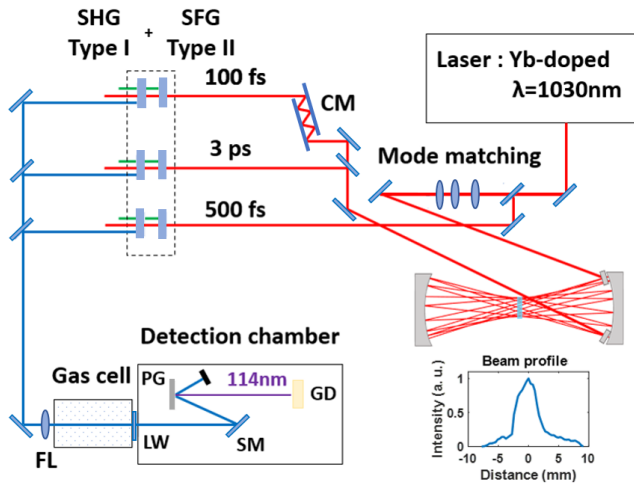 SHG + SFG
Type I Type II
100 fs
CM
Laser : Yb-doped
λ=1030nm
3 ps
Mode matching
500 fs
Detection chamber
Gas cell
PG
114nm
GD
FL
LW
SM
Beam profile
Intensity (a. u.)
1
0.5
0
-10 -5 0 5 10
Distance (mm)